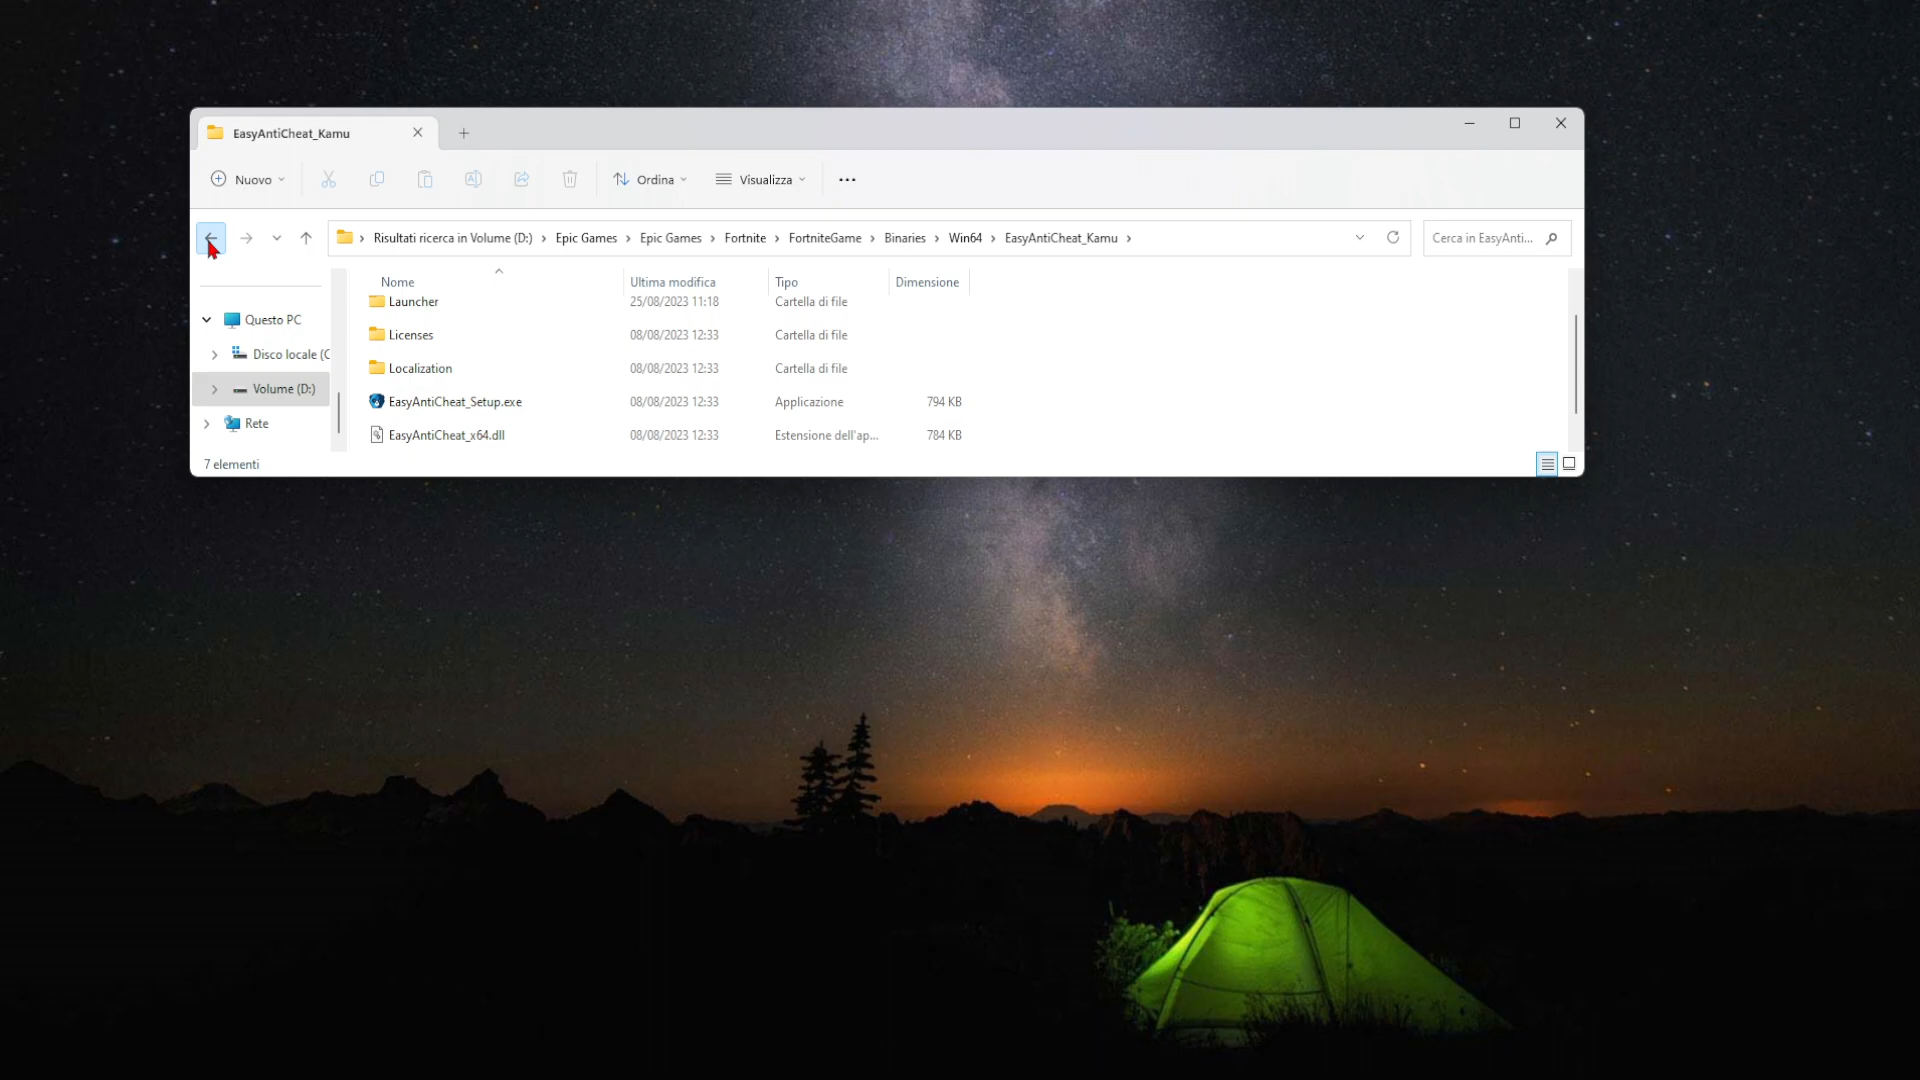 EasyAntiCheat_Kamu
Nuovo
Ordina
Visualizza
Risultati ricerca in Volume (D:) Epic Games Epic Games Fortnite FortniteGame Binaries Win64 EasyAntiCheat_Kamu
Cerca in EasyAnti...
Nome Ultima modifica Tipo Dimensione
Launcher 25/08/2023 11:18 Cartella di file
Licenses 08/08/2023 12:33 Cartella di file
Localization 08/08/2023 12:33 Cartella di file
EasyAntiCheat_Setup.exe 08/08/2023 12:33 Applicazione 794 KB
EasyAntiCheat_x64.dll 08/08/2023 12:33 Estensione dell'ap... 784 KB
Questo PC
Disco locale (C
Volume (D:)
Rete
7 elementi